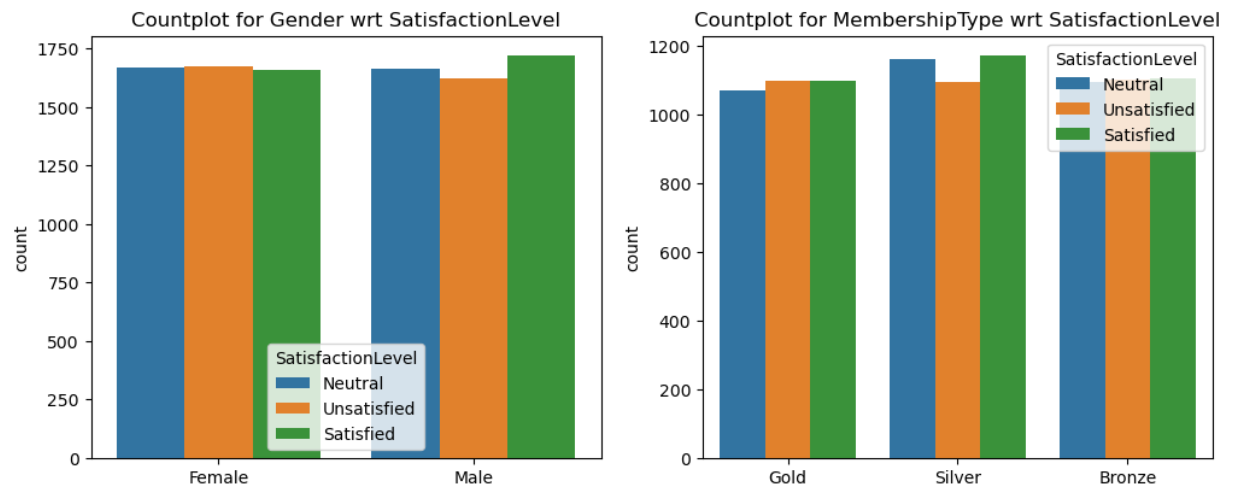 Countplot for Gender wrt SatisfactionLevel
1750
1500
1250
1000
750
500
250
0
count
Female
Male
SatisfactionLevel
Neutral
Unsatisfied
Satisfied
Countplot for MembershipType wrt SatisfactionLevel
1200
1000
800
600
400
200
0
count
Gold
Silver
Bronze
SatisfactionLevel
Neutral
Unsatisfied
Satisfied